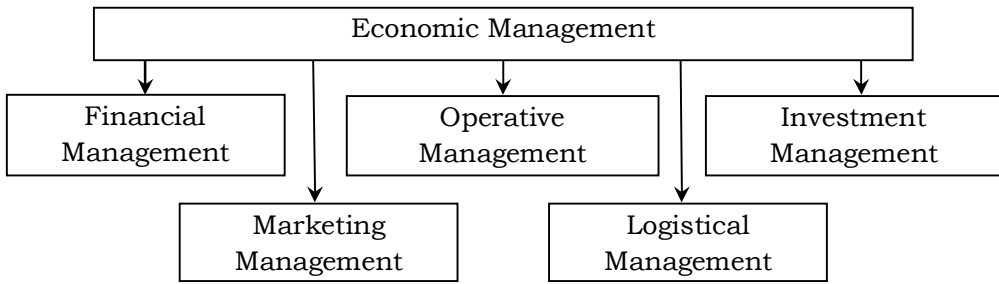 Economic Management
Financial
Management
Operative
Management
Investment
Management
Marketing
Management
Logistical
Management